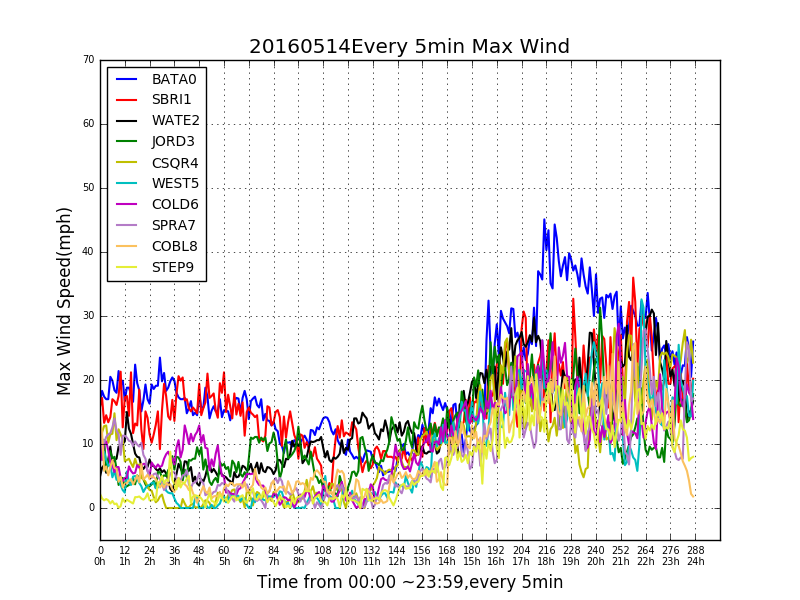 20160514Every 5min Max Wind
70
60
50
40
30
20
10
0
Max Wind Speed(mph)
BATA0
SBRI1
WATE2
JORD3
CSQR4
WEST5
COLD6
SPRA7
COBL8
STEP9
0 12 24 36 48 60 72 84 96 108 120 132 144 156 168 180 192 204 216 228 240 252 264 276 288
0h 1h 2h 3h 4h 5h 6h 7h 8h 9h 10h 11h 12h 13h 14h 15h 16h 17h 18h 19h 20h 21h 22h 23h 24h
Time from 00:00 ~23:59,every 5min